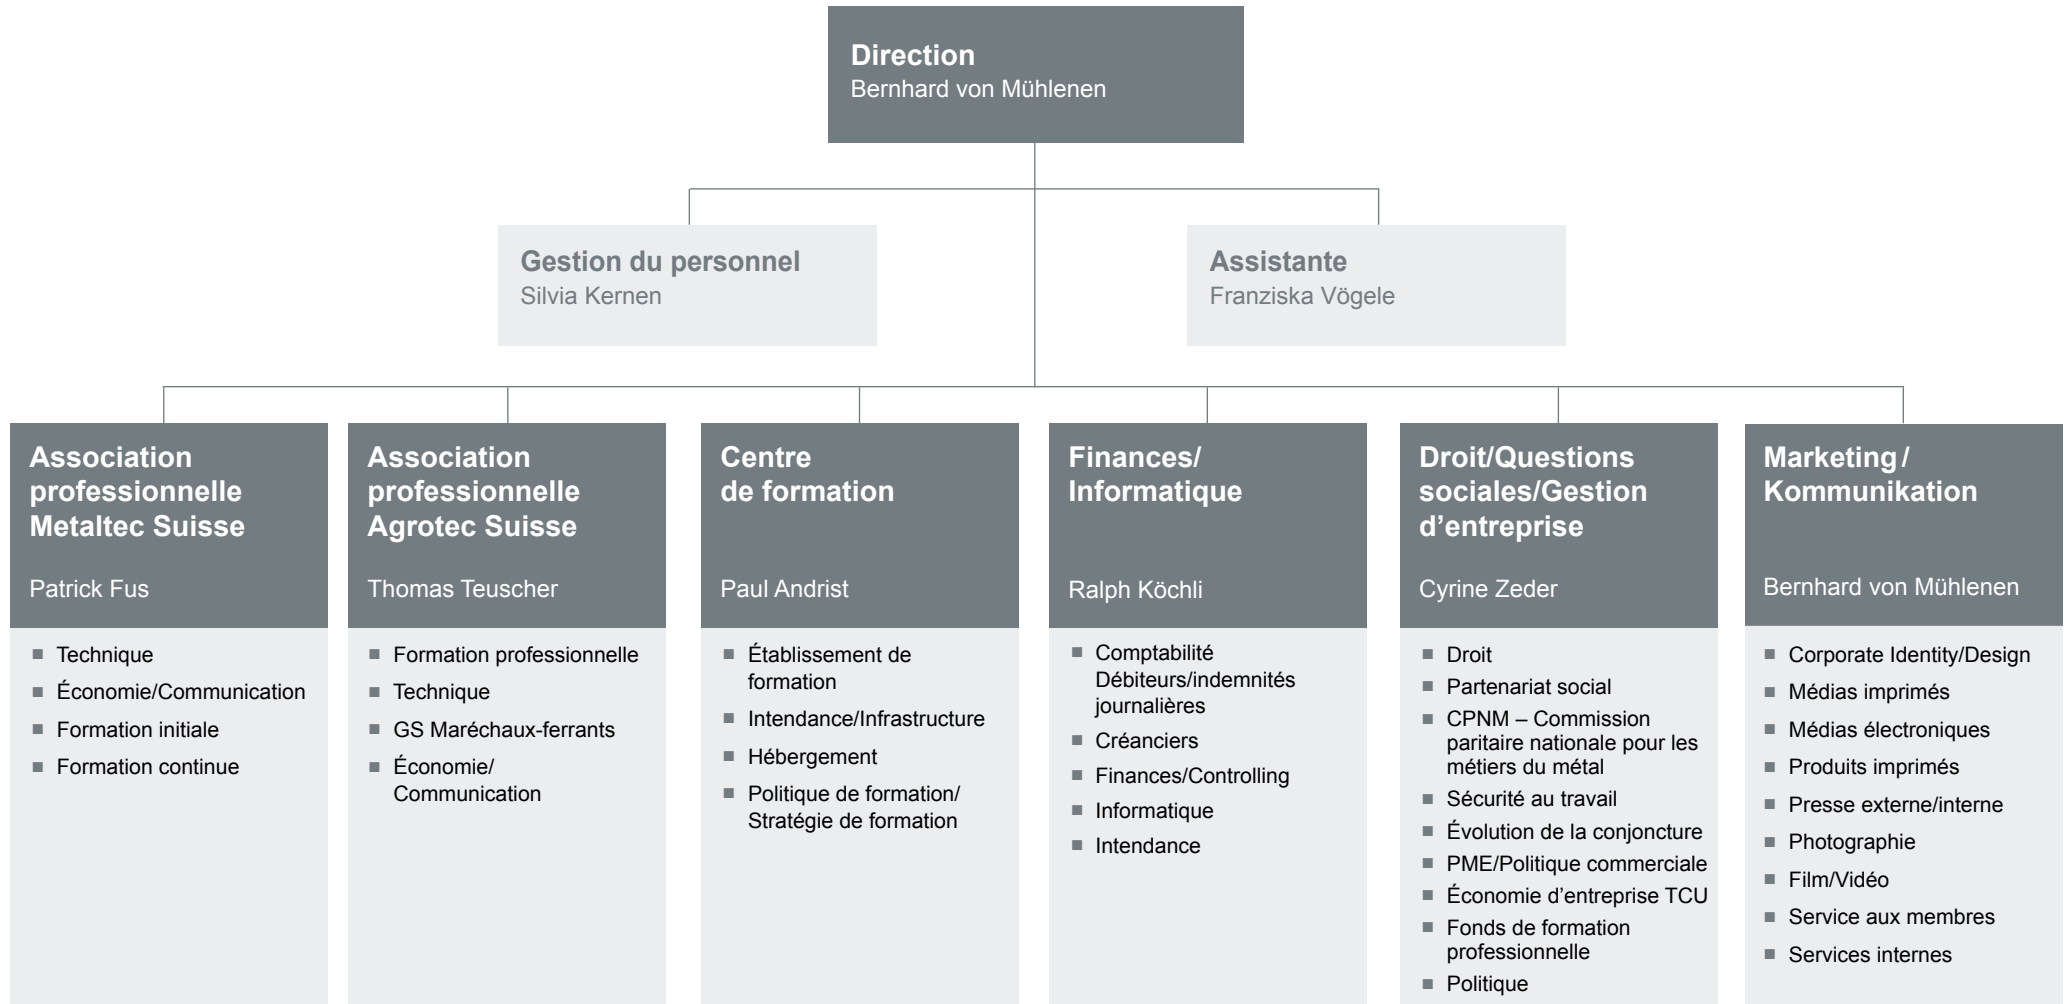 Direction
Bernhard von Mühlenen
Gestion du personnel
Silvia Kernen
Assistante
Franziska Vögele
Association
professionnelle
Metaltec Suisse
Patrick Fus
■ Technique
■ Économie/Communication
■ Formation initiale
■ Formation continue
Association
professionnelle
Agrotec Suisse
Thomas Teuscher
■ Formation professionnelle
■ Technique
■ GS Maréchaux-ferrants
■ Économie/
Communication
Centre
de formation
Paul Andrist
■ Établissement de
formation
■ Intendance/Infrastructure
■ Hébergement
■ Politique de formation/
Stratégie de formation
Finances/
Informatique
Ralph Köchli
■ Comptabilité
Débiteurs/indemnités
journalières
■ Créanciers
■ Finances/Controlling
■ Informatique
■ Intendance
Droit/Questions
sociales/Gestion
d’entreprise
Cyrine Zeder
■ Droit
■ Partenariat social
■ CPNM – Commission
paritaire nationale pour les
métiers du métal
■ Sécurité au travail
■ Évolution de la conjoncture
■ PME/Politique commerciale
■ Économie d’entreprise TCU
■ Fonds de formation
professionnelle
■ Politique
Marketing/
Kommunikation
Bernhard von Mühlenen
■ Corporate Identity/Design
■ Médias imprimés
■ Médias électroniques
■ Produits imprimés
■ Presse externe/interne
■ Photographie
■ Film/Vidéo
■ Service aux membres
■ Services internes